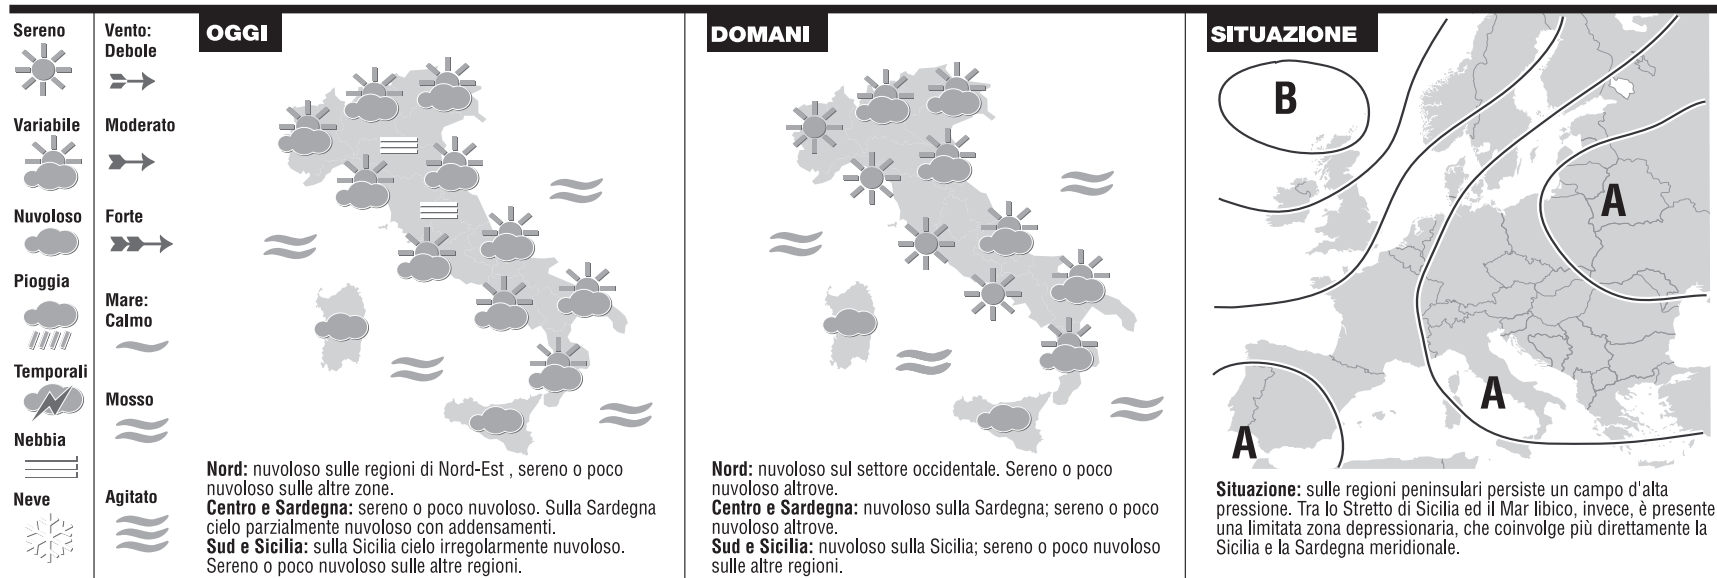 Sereno
Variabile
Nuvoloso
Pioggia
Temporali
Nebbia
Neve
Vento:
Debole
Moderato
Forte
Mare:
Calmo
Mosso
Agitato
OGGI
Nord: nuvoloso sulle regioni di Nord-Est , sereno o poco
nuvoloso sulle altre zone.
Centro e Sardegna: sereno o poco nuvoloso. Sulla Sardegna
cielo parzialmente nuvoloso con addensamenti.
Sud e Sicilia: sulla Sicilia cielo irregolarmente nuvoloso.
Sereno o poco nuvoloso sulle altre regioni.
DOMANI
Nord: nuvoloso sul settore occidentale. Sereno o poco
nuvoloso altrove.
Centro e Sardegna: nuvoloso sulla Sardegna; sereno o poco
nuvoloso altrove.
Sud e Sicilia: nuvoloso sulla Sicilia; sereno o poco nuvoloso
sulle altre regioni.
SITUAZIONE
B
A
A
A
Situazione: sulle regioni peninsulari persiste un campo d'alta
pressione. Tra lo Stretto di Sicilia ed il Mar libico, invece, è presente
una limitata zona depressionaria, che coinvolge più direttamente la
Sicilia e la Sardegna meridionale.